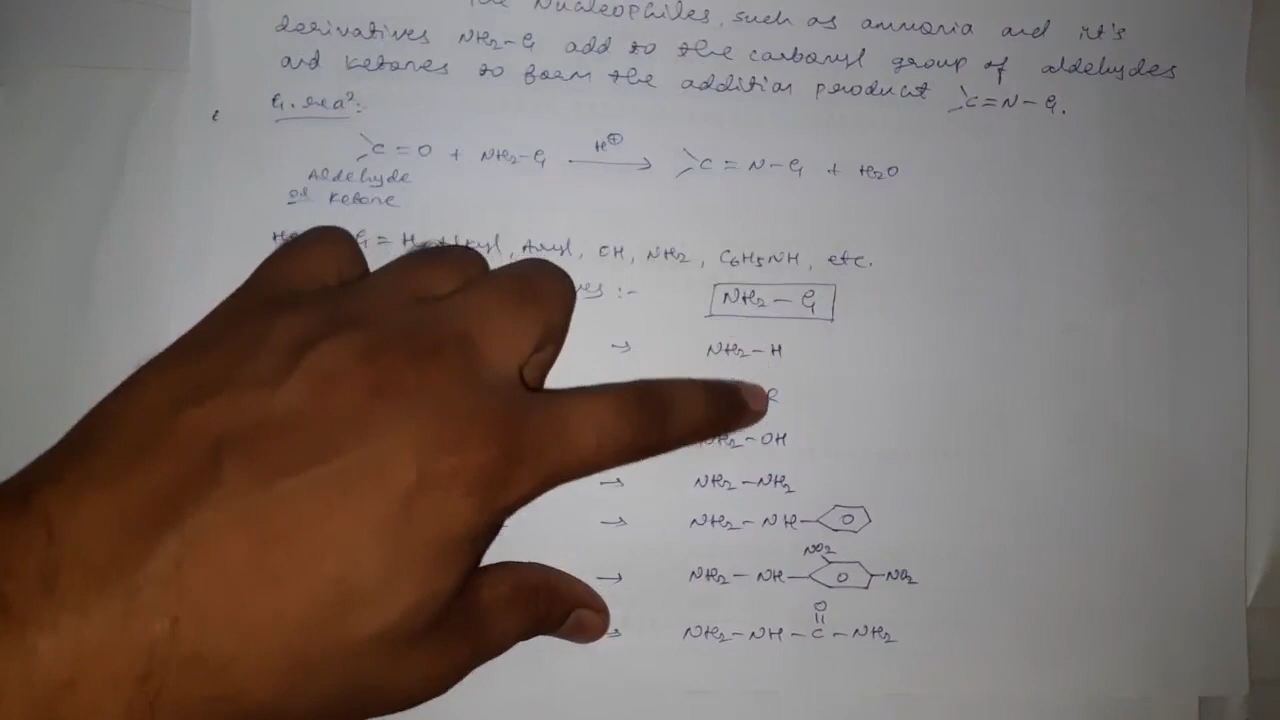 The Nucleophiles, such as ammonia and it's
derivatives NH2-G add to the carbonyl group of aldehydes
and ketones to form the addition product >C=N-G.
G. rea?:
>C=O + NH2-G H⊕ → >C=N-G + H2O
Aldehyde
or Ketone
G = H, Alkyl, Aryl, OH, NH2, C6H5NH, etc.
:- NH2-G
→ NH2-H
R
NH2-OH
→ NH2-NH2
→ NH2-NH-
NO2
→ NH2-NH- -NO2
O
→ NH2-NH-C-NH2